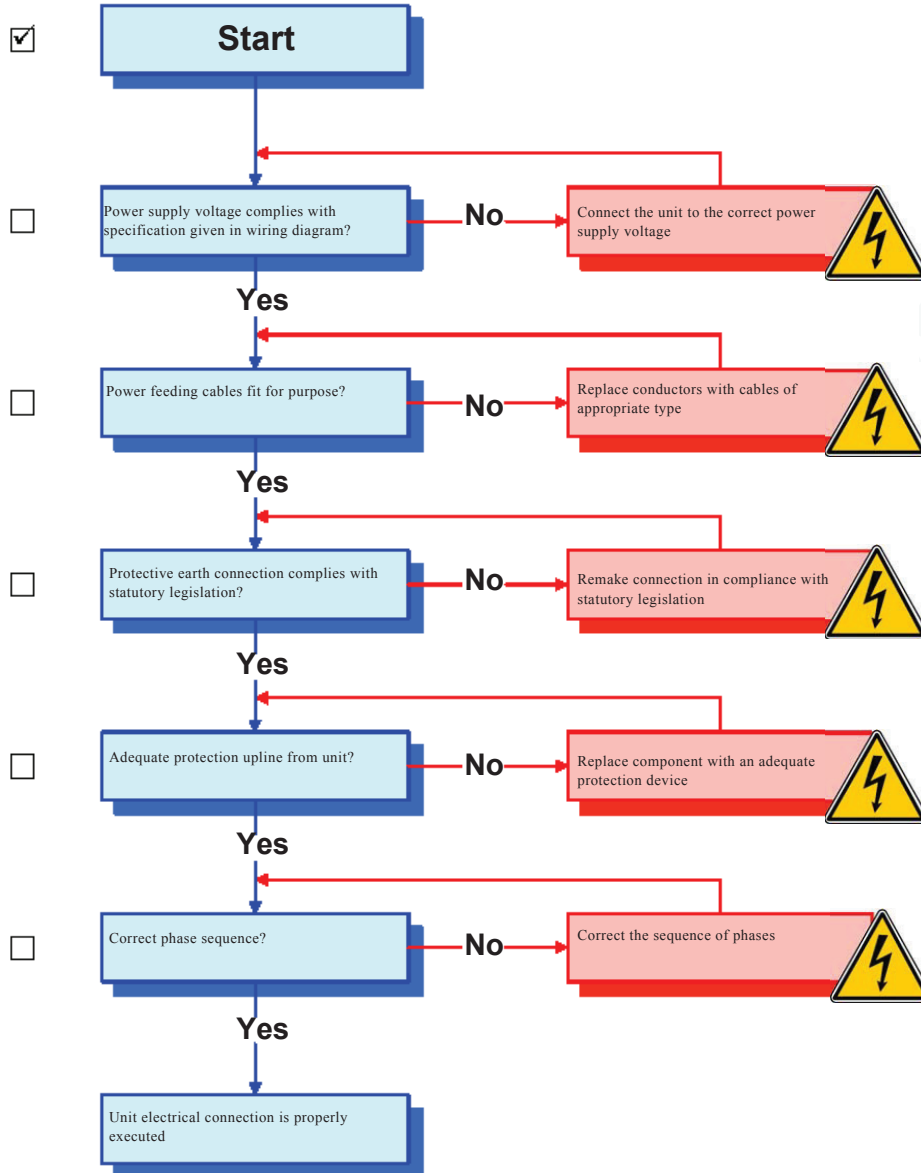 Start
Power supply voltage complies with
specification given in wiring diagram?
No
Connect the unit to the correct power
supply voltage
Yes
Power feeding cables fit for purpose?
No
Replace conductors with cables of
appropriate type
Yes
Protective earth connection complies with
statutory legislation?
No
Remake connection in compliance with
statutory legislation
Yes
Adequate protection upline from unit?
No
Replace component with an adequate
protection device
Yes
Correct phase sequence?
No
Correct the sequence of phases
Yes
Unit electrical connection is properly
executed